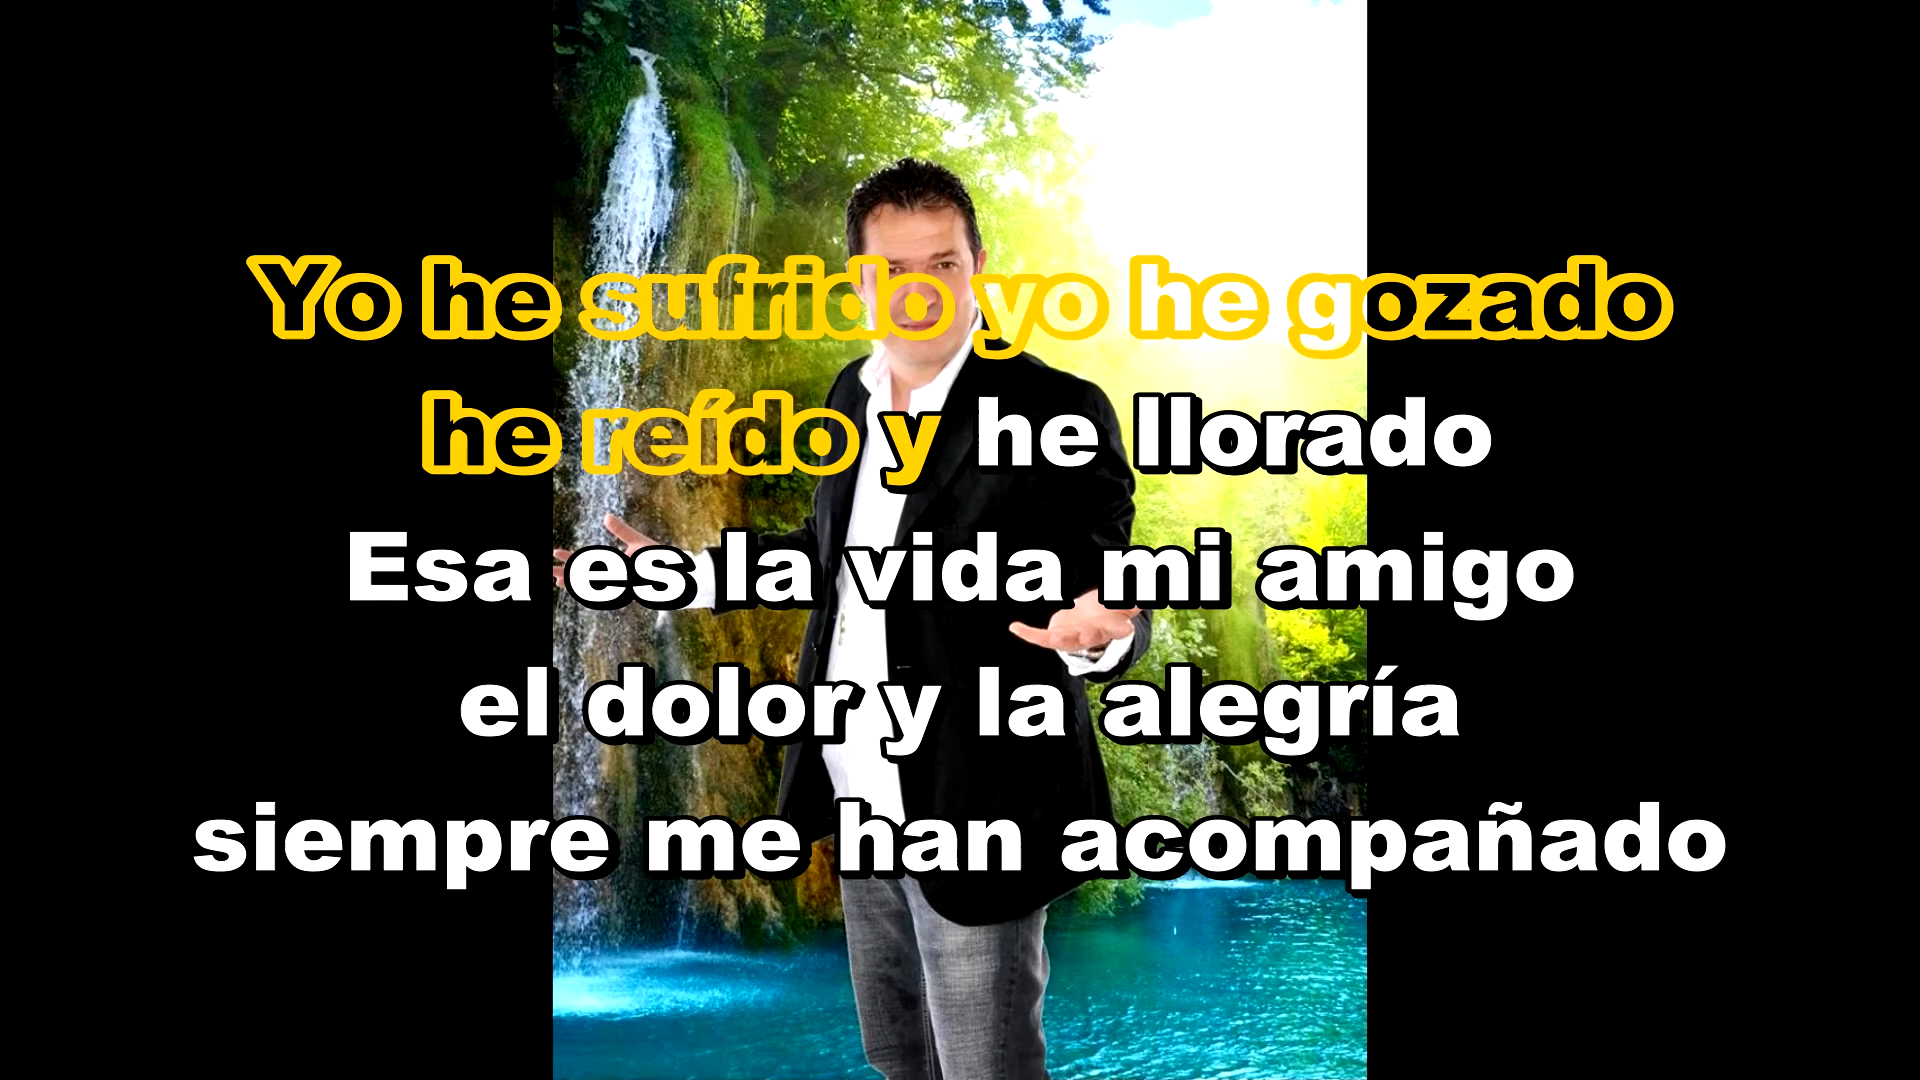 Yo he sufrido yo he gozado
he reído y he llorado
Esa es la vida mi amigo
el dolor y la alegría
siempre me han acompañado